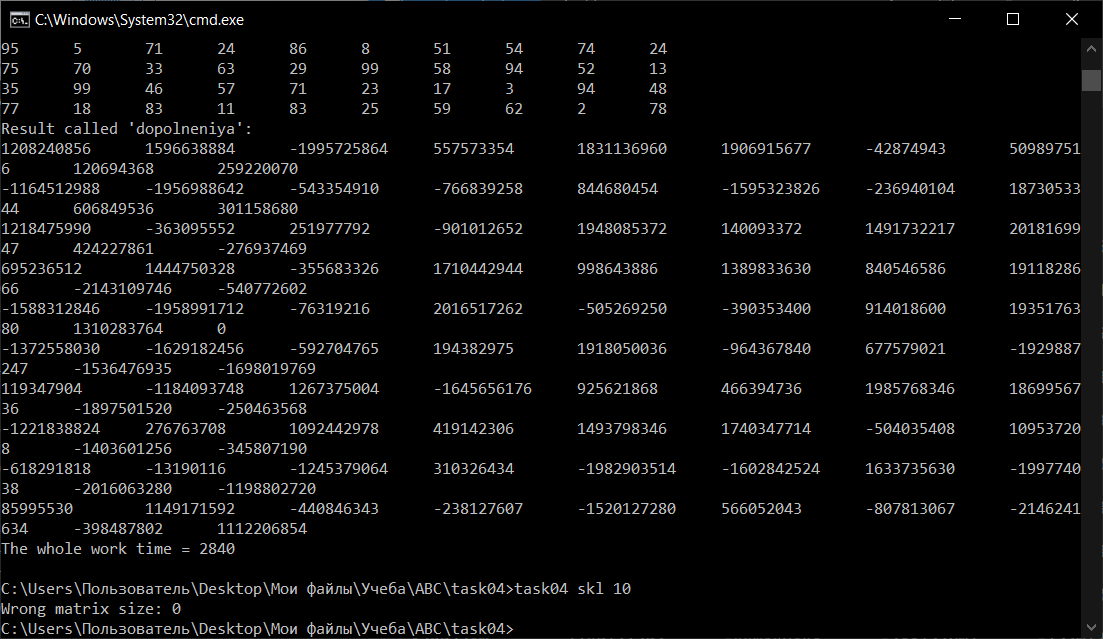 C:\Windows\System32\cmd.exe
95 5 71 24 86 8 51 54 74 24
75 70 33 63 29 99 58 94 52 13
35 99 46 57 71 23 17 3 94 48
77 18 83 11 83 25 59 62 2 78
Result called 'dopolneniya':
1208240856 1596638884 -1995725864 557573354 1831136960 1906915677 -42874943 50989751
6 120694368 259220070
-1164512988 -1956988642 -543354910 -766839258 844680454 -1595323826 -236940104 18730533
44 606849536 301158680
1218475990 -363095552 251977792 -901012652 1948085372 140093372 1491732217 20181699
47 424227861 -276937469
695236512 1444750328 -355683326 1710442944 998643886 1389833630 840546586 19118286
66 -2143109746 -540772602
-1588312846 -1958991712 -76319216 2016517262 -505269250 -390353400 914018600 19351763
80 1310283764 0
-1372558030 -1629182456 -592704765 194382975 1918050036 -964367840 677579021 -1929887
247 -1536476935 -1698019769
119347904 -1184093748 1267375004 -1645656176 925621868 466394736 1985768346 18699567
36 -1897501520 -250463568
-1221838824 276763708 1092442978 419142306 1493798346 1740347714 -504035408 10953720
8 -1403601256 -345807190
-618291818 -13190116 -1245379064 310326434 -1982903514 -1602842524 1633735630 -1997740
38 -2016063280 -1198802720
85995530 1149171592 -440846343 -238127607 -1520127280 566052043 -807813067 -2146241
634 -398487802 1112206854
The whole work time = 2840
C:\Users\Пользователь\Desktop\Мои файлы\Учеба\ABC\task04>task04 skl 10
Wrong matrix size: 0
C:\Users\Пользователь\Desktop\Мои файлы\Учеба\ABC\task04>